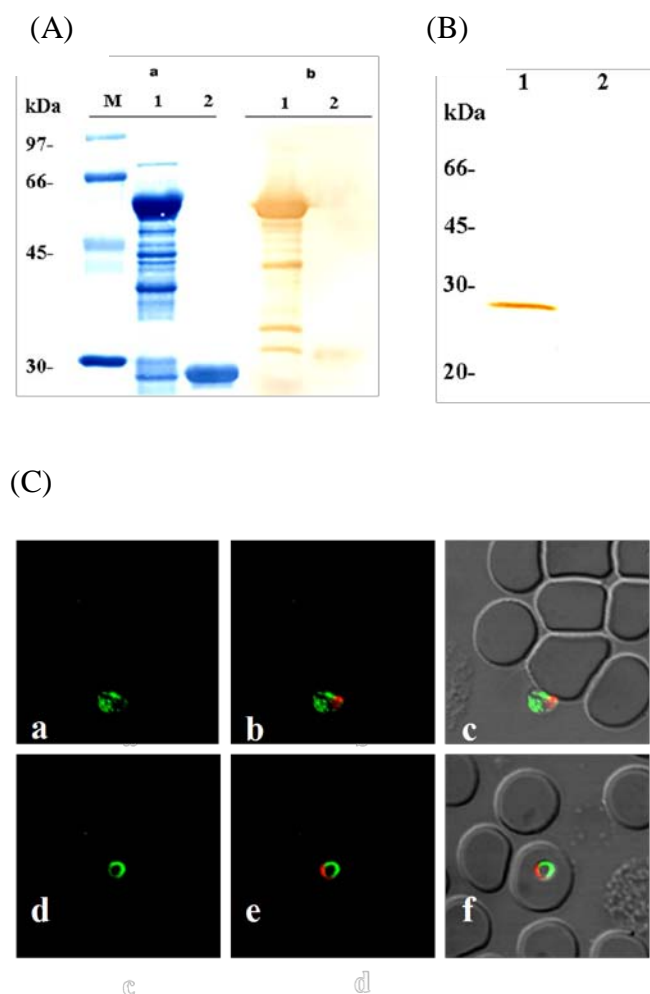 (A)
(B)
a b
kDa M 1 2 1 2
97-
66-
45-
30-
1 2
kDa
66-
45-
30-
20-
(C)
a b c
d e f
c d